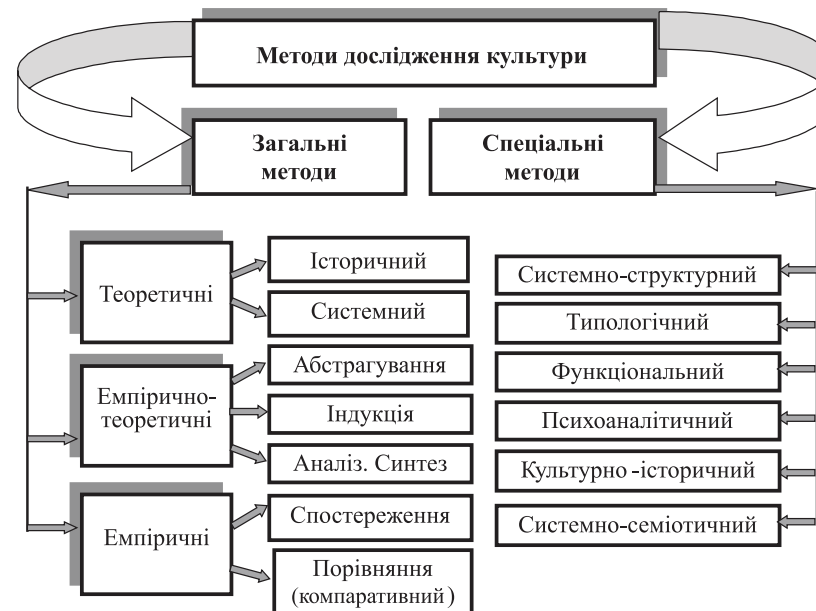 Методи дослідження культури
Загальні
методи
Спеціальні
методи
Теоретичні
Історичний
Системний
Емпірично-
теоретичні
Абстрагування
Індукція
Аналіз. Синтез
Емпіричні
Спостереження
Порівняння
(компаративний)
Системно-структурний
Типологічний
Функціональний
Психоаналітичний
Культурно -історичний
Системно-семіотичний